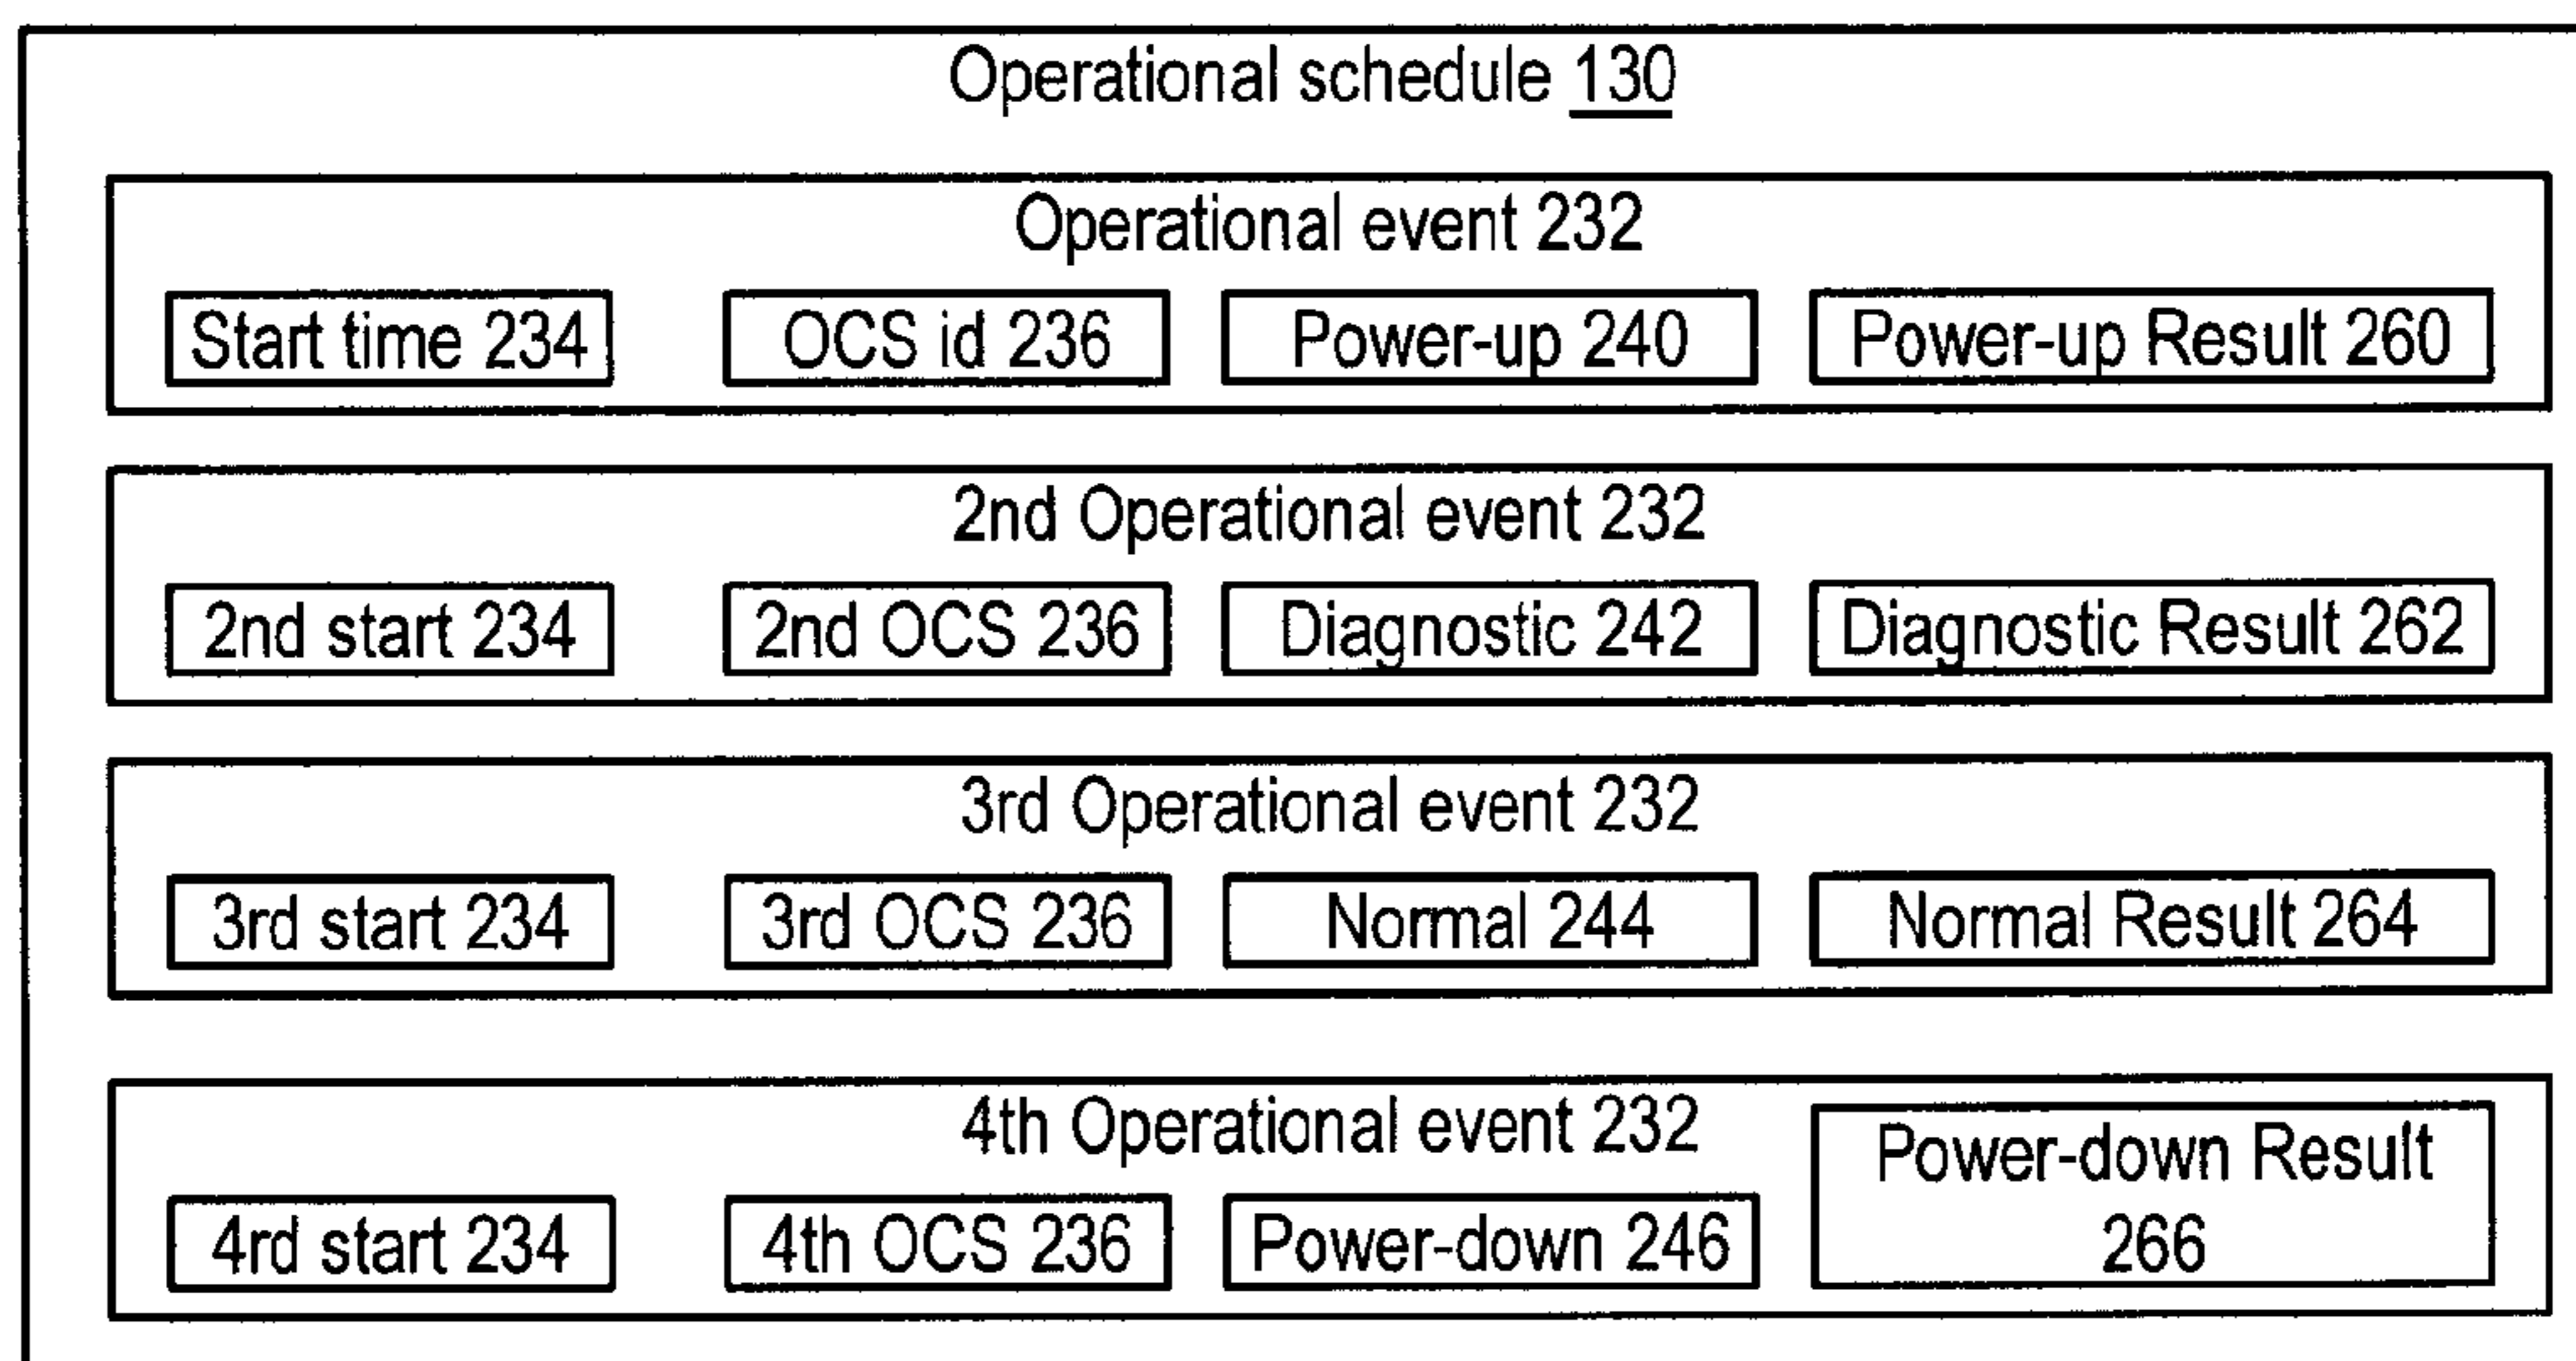 Operational schedule 130
Operational event 232
Start time 234 OCS id 236 Power-up 240 Power-up Result 260
2nd Operational event 232
2nd start 234 2nd OCS 236 Diagnostic 242 Diagnostic Result 262
3rd Operational event 232
3rd start 234 3rd OCS 236 Normal 244 Normal Result 264
4th Operational event 232
4rd start 234 4th OCS 236 Power-down 246 Power-down Result
266